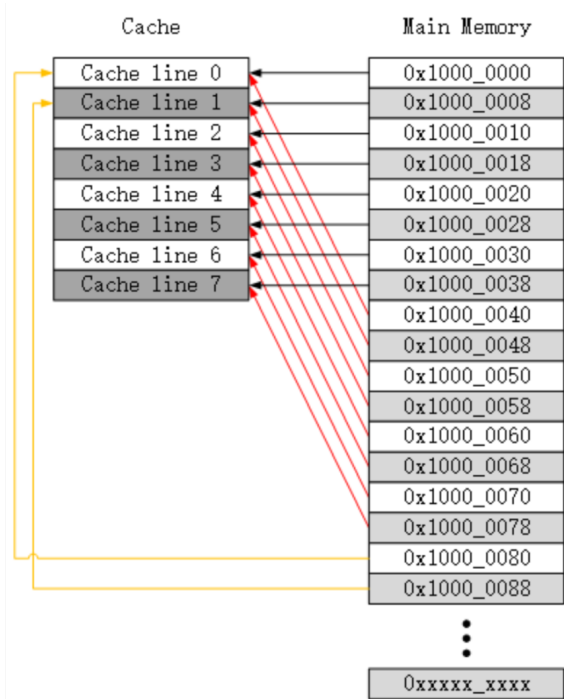 Cache Main Memory
Cache line 0 0x1000_0000
Cache line 1 0x1000_0008
Cache line 2 0x1000_0010
Cache line 3 0x1000_0018
Cache line 4 0x1000_0020
Cache line 5 0x1000_0028
Cache line 6 0x1000_0030
Cache line 7 0x1000_0038
0x1000_0040
0x1000_0048
0x1000_0050
0x1000_0058
0x1000_0060
0x1000_0068
0x1000_0070
0x1000_0078
0x1000_0080
0x1000_0088
0xxxxx_xxxx